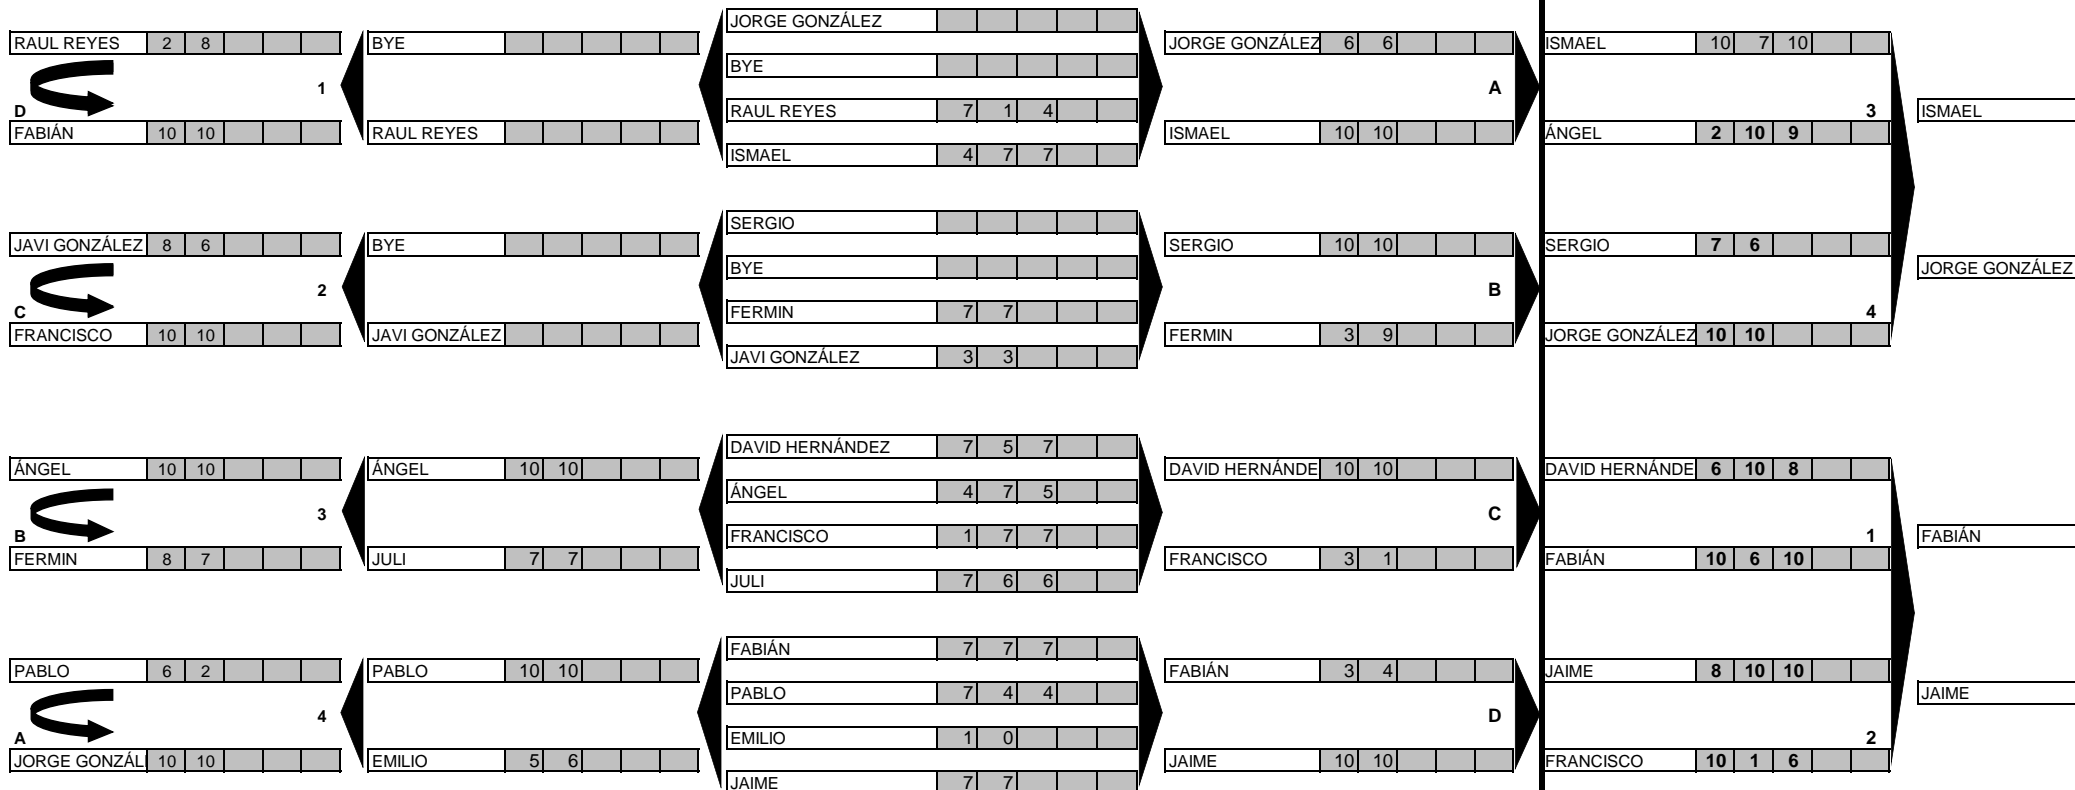 JORGE GONZÁLEZ
RAUL REYES 2 8 BYE JORGE GONZÁLEZ 6 6 ISMAEL 10 7 10
BYE
1 A
D RAUL REYES 7 1 4 3 ISMAEL
FABIÁN 10 10 RAUL REYES ISMAEL 10 10 ÁNGEL 2 10 9
ISMAEL 4 7 7
SERGIO
JAVI GONZÁLEZ 8 6 BYE SERGIO 10 10 SERGIO 7 6
BYE JORGE GONZÁLEZ
2 B
C FERMIN 7 7 4
FRANCISCO 10 10 JAVI GONZÁLEZ FERMIN 3 9 JORGE GONZÁLEZ 10 10
JAVI GONZÁLEZ 3 3
DAVID HERNÁNDEZ 7 5 7
ÁNGEL 10 10 ÁNGEL 10 10 DAVID HERNÁNDE 10 10 DAVID HERNÁNDE 6 10 8
ÁNGEL 4 7 5
3 C
B FRANCISCO 1 7 7 1 FABIÁN
FERMIN 8 7 JULI 7 7 FRANCISCO 3 1 FABIÁN 10 6 10
JULI 7 6 6
FABIÁN 7 7 7
PABLO 6 2 PABLO 10 10 FABIÁN 3 4 JAIME 8 10 10
PABLO 7 4 4 JAIME
4 D
A EMILIO 1 0 2
JORGE GONZÁL 10 10 EMILIO 5 6 JAIME 10 10 FRANCISCO 10 1 6
JAIME 7 7